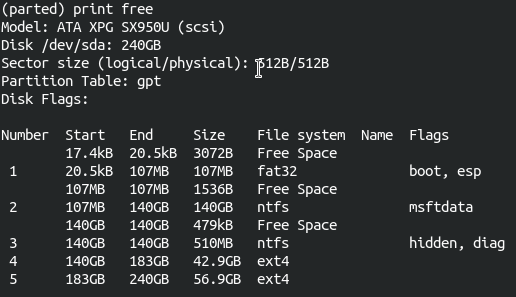 (parted) print free
Model: ATA XPG SX950U (scsi)
Disk /dev/sda: 240GB
Sector size (logical/physical): 512B/512B
Partition Table: gpt
Disk Flags:
Number  Start   End     Size    File system  Name  Flags
        17.4kB  20.5kB  3072B   Free Space
 1      20.5kB  107MB   107MB   fat32              boot, esp
        107MB   107MB   1536B   Free Space
 2      107MB   140GB   140GB   ntfs               msftdata
        140GB   140GB   479kB   Free Space
 3      140GB   140GB   510MB   ntfs               hidden, diag
 4      140GB   183GB   42.9GB  ext4
 5      183GB   240GB   56.9GB  ext4